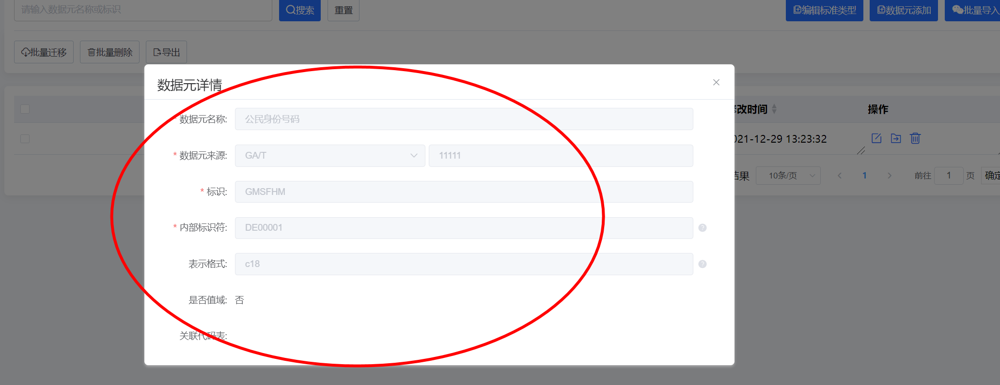 请输入数据元名称或标识
搜索
重置
编辑标准类型
数据元添加
批量导入
批量迁移
批量删除
导出
数据元详情
修改时间
操作
* 数据元名称:
公民身份号码
* 数据元来源:
GA/T
11111
021-12-29 13:23:32
* 标识:
GMSFHM
结果
10条/页
1
前往
1
页
确定
* 内部标识符:
DE00001
表示格式:
c18
是否值域:
否
关联代码表: